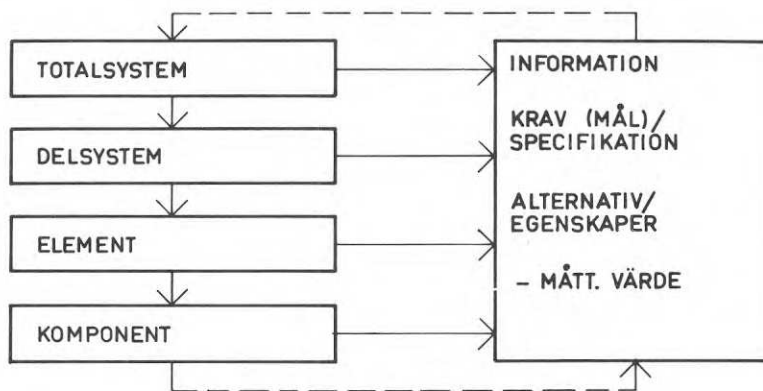 TOTALSYSTEM
DELSYSTEM
ELEMENT
KOMPONENT
INFORMATION
KRAV (MÅL)/
SPECIFIKATION
ALTERNATIV/
EGENSKAPER
– MÅTT. VÄRDE